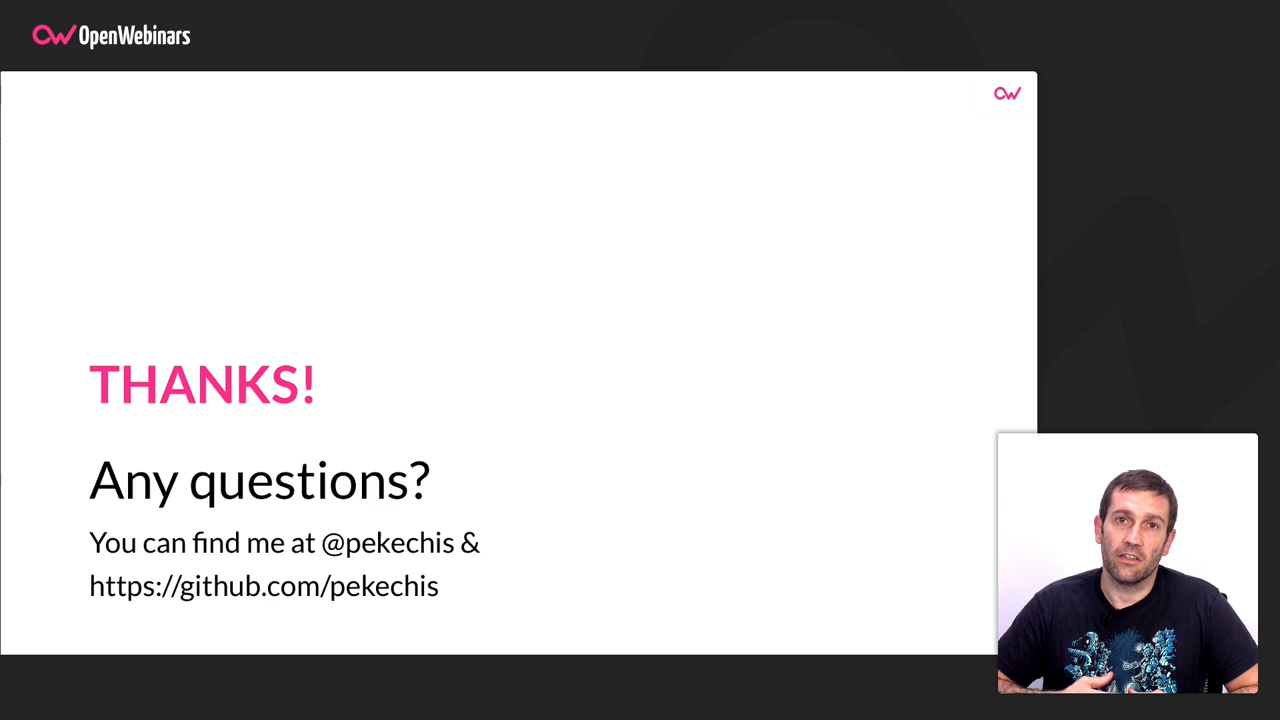 OpenWebinars
THANKS!
Any questions?
You can find me at @pekechis &
https://github.com/pekechis